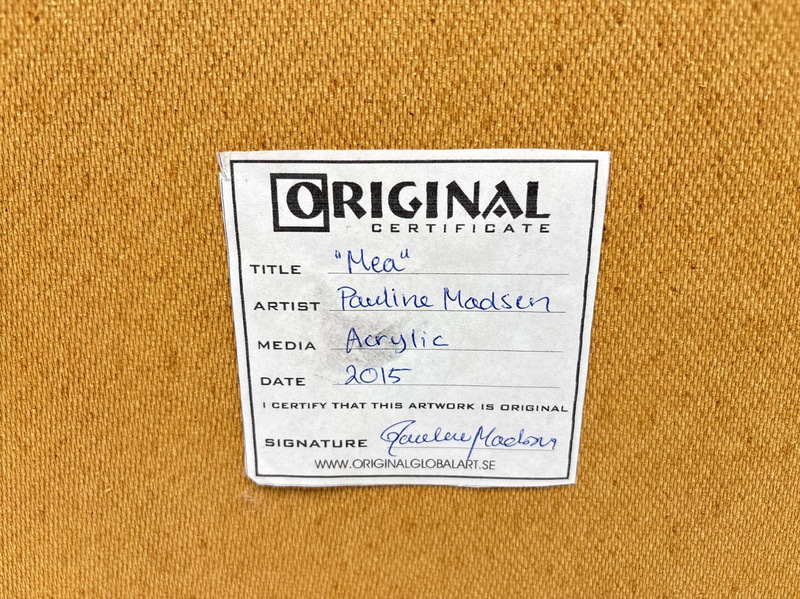 ORIGINAL
CERTIFICATE
TITLE "Mea"
ARTIST Pauline Madsen
MEDIA Acrylic
DATE 2015
I CERTIFY THAT THIS ARTWORK IS ORIGINAL
SIGNATURE Pauline Madsen
WWW.ORIGINALGLOBALART.SE